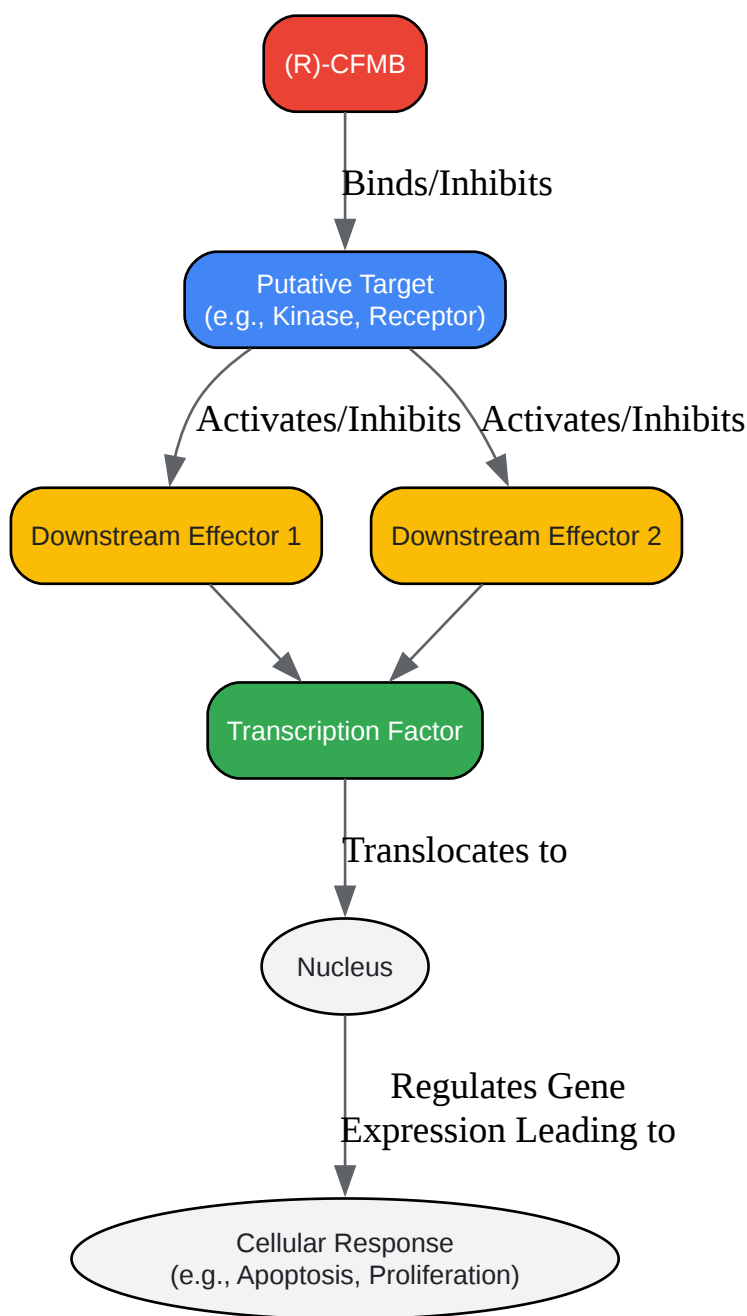 (R)-CFMB
Binds/Inhibits
Putative Target
(e.g., Kinase, Receptor)
Activates/Inhibits
Activates/Inhibits
Downstream Effector 1
Downstream Effector 2
Transcription Factor
Translocates to
Nucleus
Regulates Gene
Expression Leading to
Cellular Response
(e.g., Apoptosis, Proliferation)